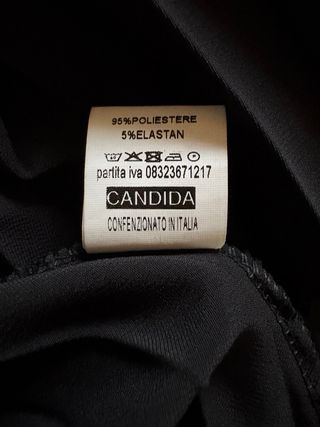 95%POLIESTERE
5%ELASTAN
partita iva 08323671217
CANDIDA
CONFENZIONATO IN ITALIA